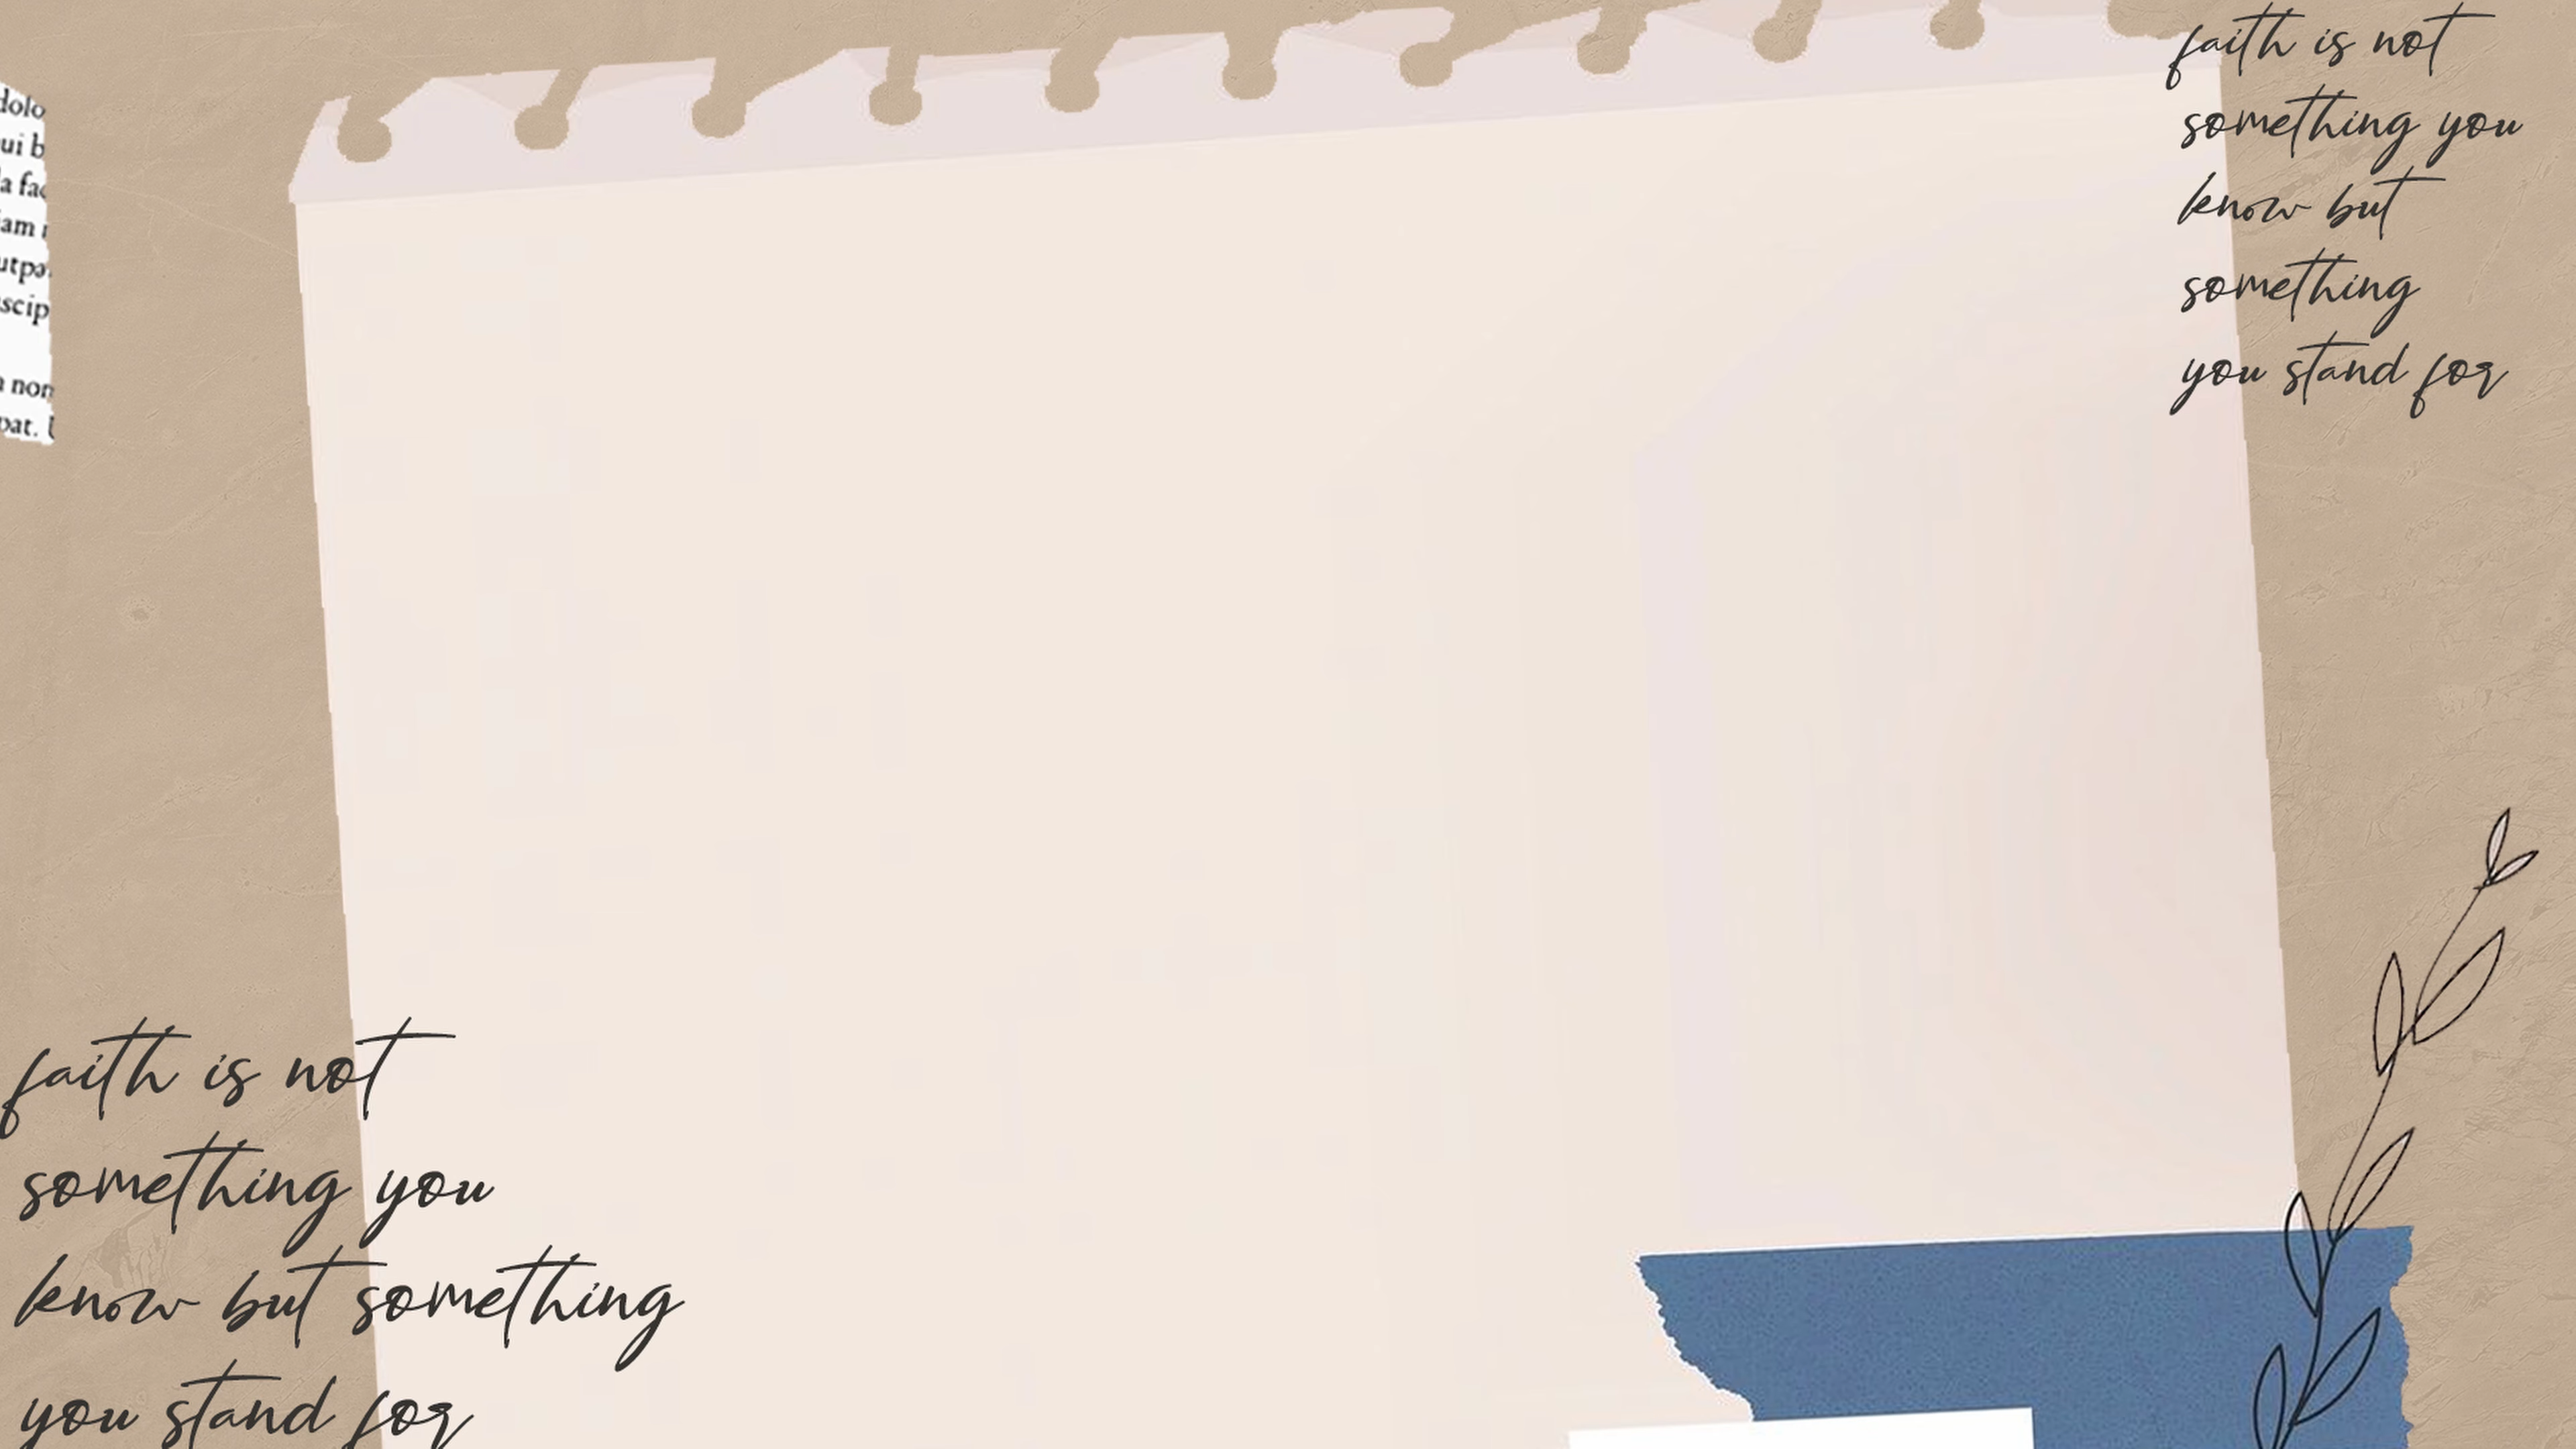 faith is not
something you
know but
something
you stand for
faith is not
something you
know but something
you stand for